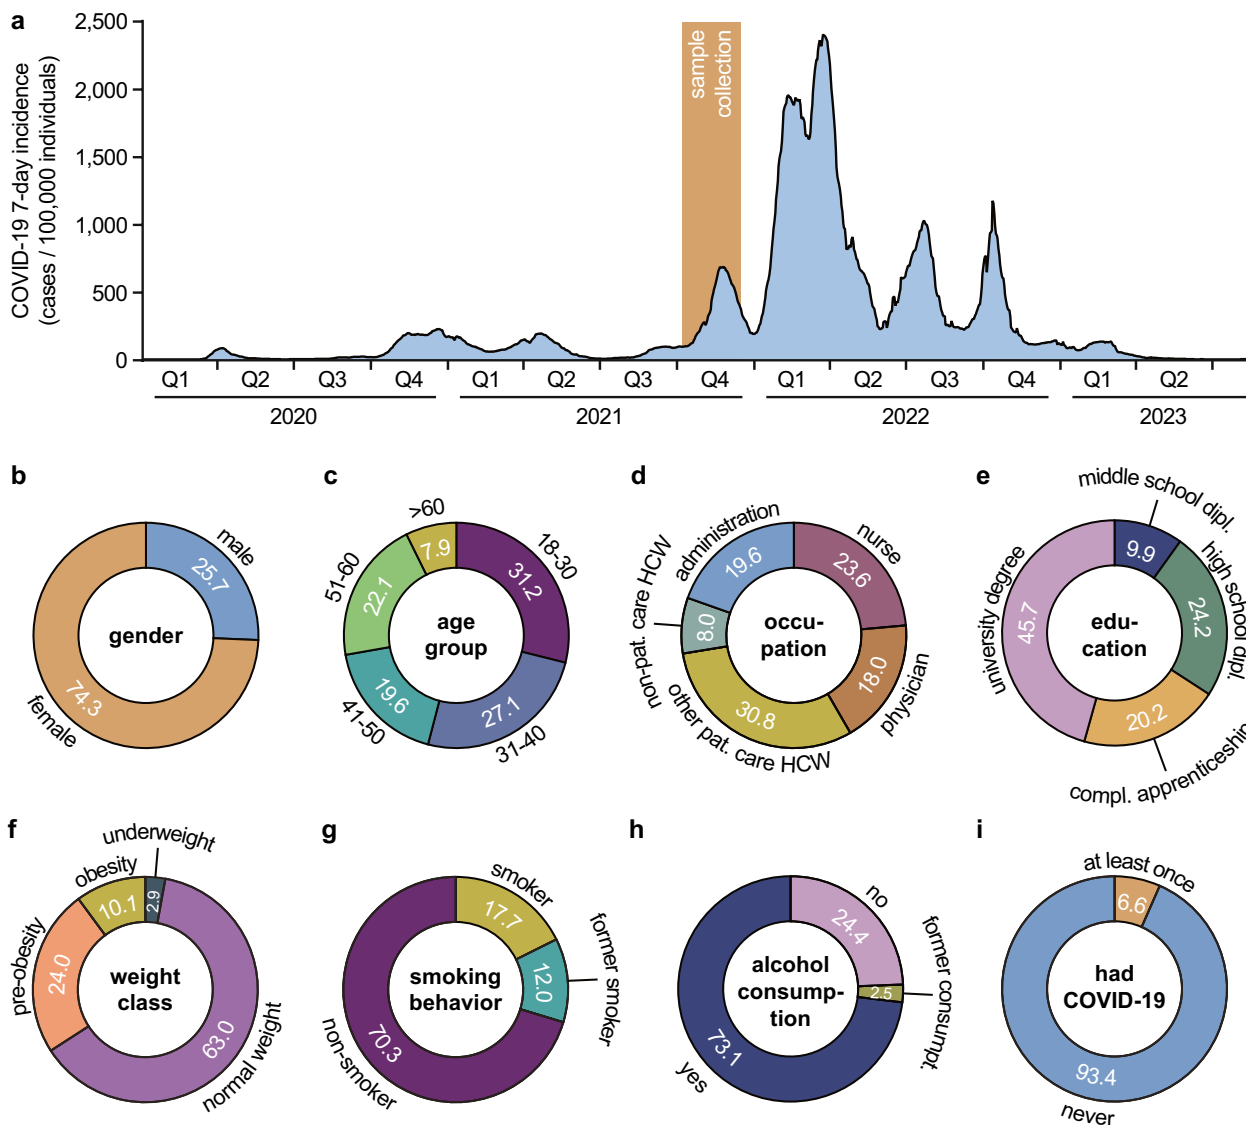 a
COVID-19 7-day incidence
(cases / 100,000 individuals)
2,500
2,000
1,500
1,000
500
0
sample
collection
Q1 Q2 Q3 Q4 Q1 Q2 Q3 Q4 Q1 Q2 Q3 Q4 Q1 Q2
2020 2021 2022 2023
b
gender
male
25.7
female
74.3
c
age
group
18-30
31.2
31-40
27.1
41-50
19.6
51-60
22.1
>60
7.9
d
occu-
pation
nurse
23.6
physician
18.0
other pat. care HCW
30.8
non-pat. care HCW
8.0
administration
19.6
e
edu-
cation
middle school dipl.
9.9
high school dipl.
24.2
compl. apprenticeship
20.2
university degree
45.7
f
weight
class
underweight
2.9
normal weight
63.0
pre-obesity
24.0
obesity
10.1
g
smoking
behavior
smoker
17.7
former smoker
12.0
non-smoker
70.3
h
alcohol
consump-
tion
no
24.4
former consumpt.
2.5
yes
73.1
i
had
COVID-19
at least once
6.6
never
93.4